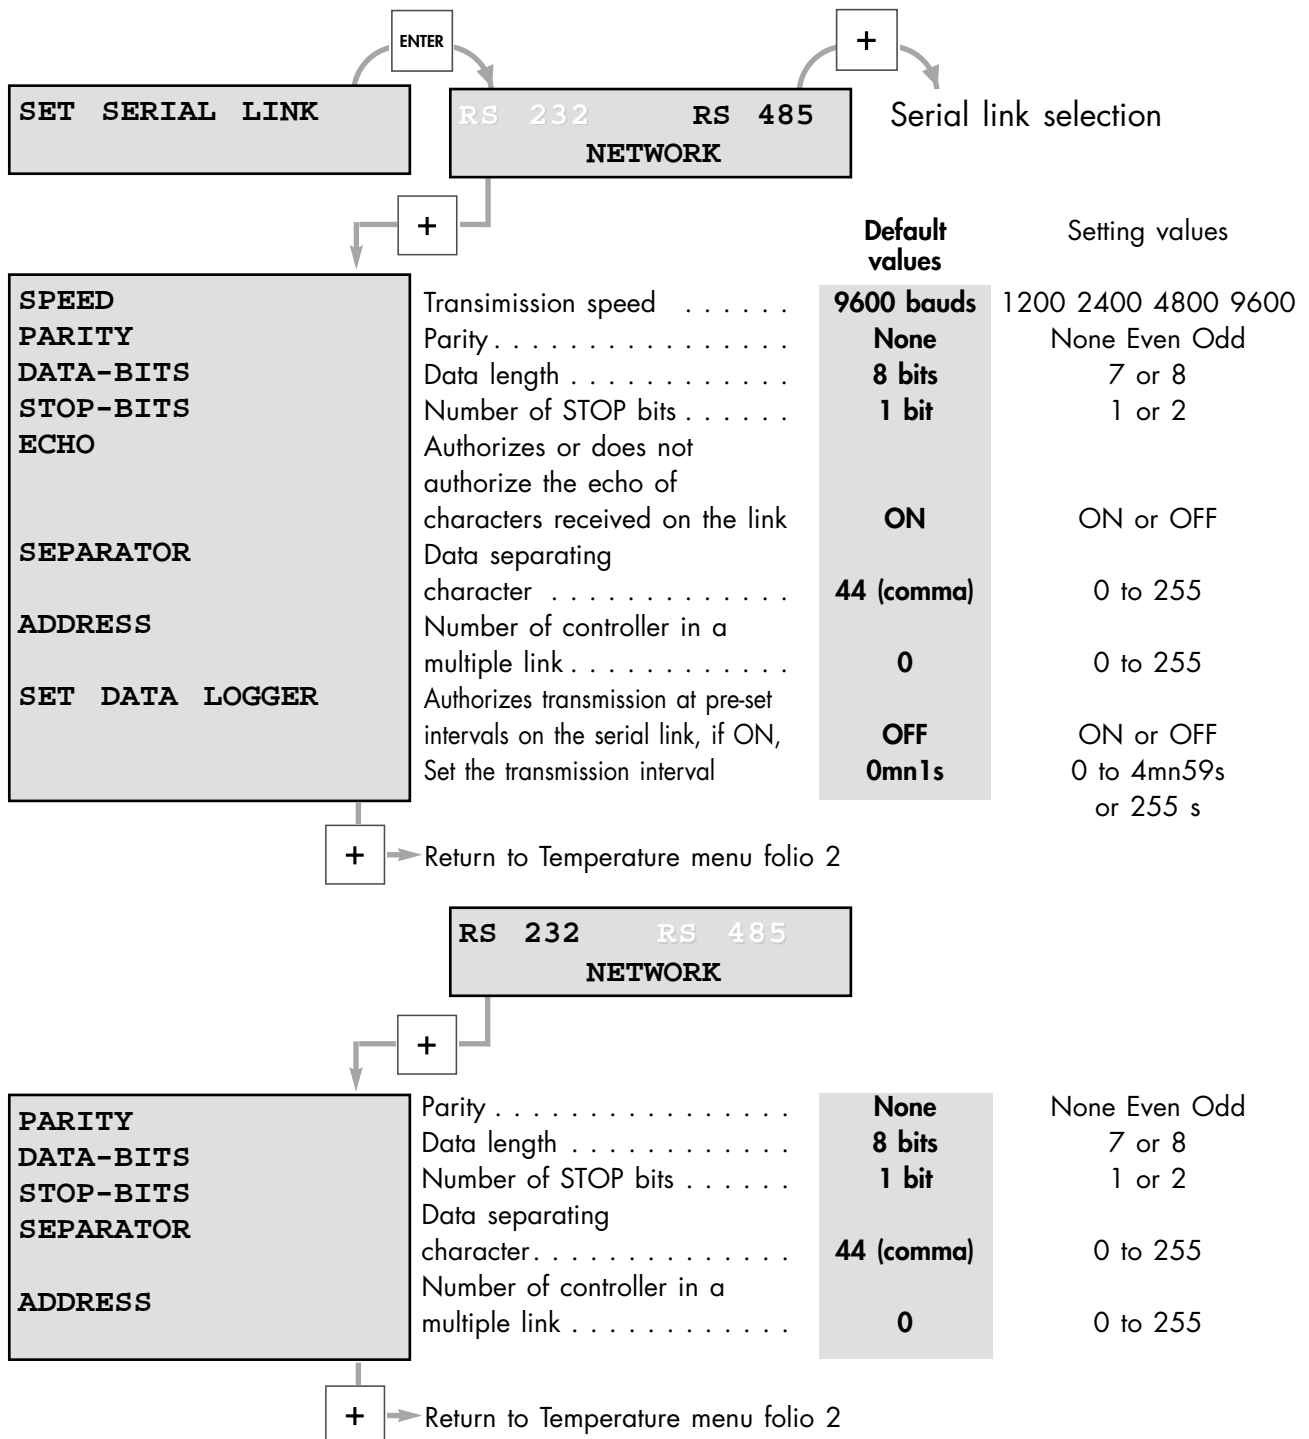 ENTER
+
SET SERIAL LINK
RS 232 RS 485
NETWORK
Serial link selection
+
Default values
Setting values
SPEED Transimission speed . . . . . . 9600 bauds 1200 2400 4800 9600
PARITY Parity . . . . . . . . . . . . . . . . None None Even Odd
DATA-BITS Data length . . . . . . . . . . . . 8 bits 7 or 8
STOP-BITS Number of STOP bits . . . . . . 1 bit 1 or 2
ECHO Authorizes or does not
authorize the echo of
characters received on the link ON ON or OFF
SEPARATOR Data separating
character . . . . . . . . . . . . . 44 (comma) 0 to 255
ADDRESS Number of controller in a
multiple link . . . . . . . . . . . . 0 0 to 255
SET DATA LOGGER Authorizes transmission at pre-set
intervals on the serial link, if ON, OFF ON or OFF
Set the transmission interval 0mn1s 0 to 4mn59s
or 255 s
+ Return to Temperature menu folio 2
RS 232 RS 485
NETWORK
+
PARITY Parity . . . . . . . . . . . . . . . . None None Even Odd
DATA-BITS Data length . . . . . . . . . . . . 8 bits 7 or 8
STOP-BITS Number of STOP bits . . . . . . 1 bit 1 or 2
SEPARATOR Data separating
character. . . . . . . . . . . . . . 44 (comma) 0 to 255
ADDRESS Number of controller in a
multiple link . . . . . . . . . . . . 0 0 to 255
+ Return to Temperature menu folio 2